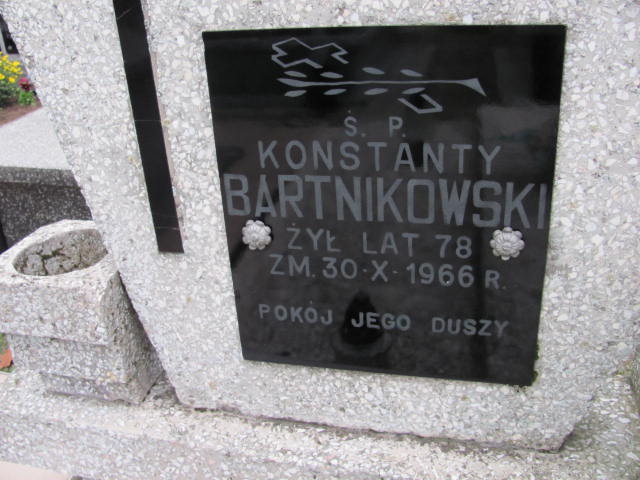 Ś. P.
KONSTANTY
BARTNIKOWSKI
ŻYŁ LAT 78
ZM. 30-X-1966 R.
POKÓJ JEGO DUSZY